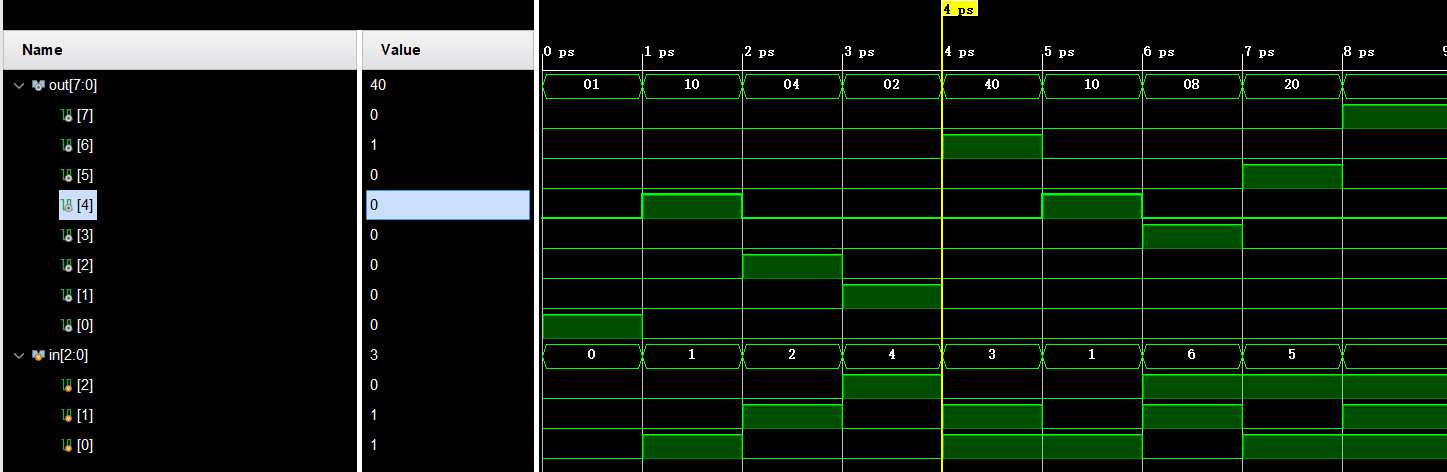 4 ps
Name Value
0 ps 1 ps 2 ps 3 ps 4 ps 5 ps 6 ps 7 ps 8 ps 9
out[7:0] 40 01 10 04 02 40 10 08 20
[7] 0
[6] 1
[5] 0
[4] 0
[3] 0
[2] 0
[1] 0
[0] 0
in[2:0] 3 0 1 2 4 3 1 6 5
[2] 0
[1] 1
[0] 1